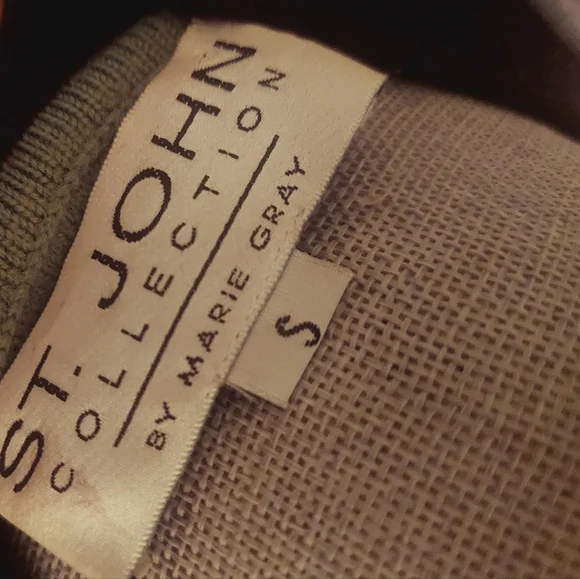 ST. JOHN
COLLECTION
BY MARIE GRAY
S